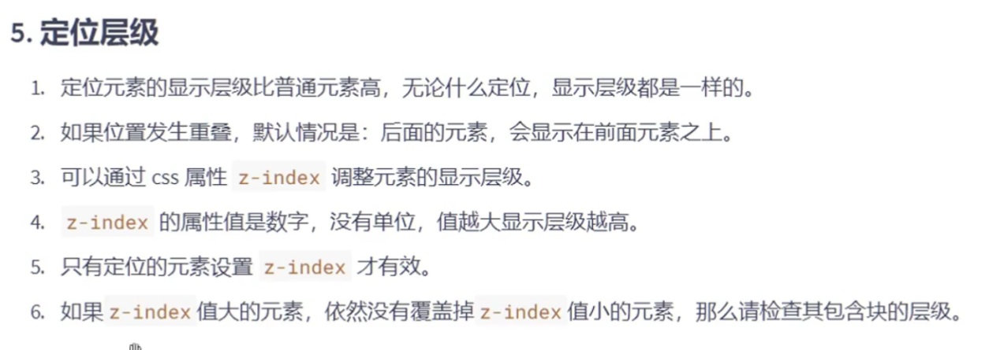 5. 定位层级
1. 定位元素的显示层级比普通元素高，无论什么定位，显示层级都是一样的。
2. 如果位置发生重叠，默认情况是：后面的元素，会显示在前面元素之上。
3. 可以通过 css 属性 z-index 调整元素的显示层级。
4. z-index 的属性值是数字，没有单位，值越大显示层级越高。
5. 只有定位的元素设置 z-index 才有效。
6. 如果 z-index 值大的元素，依然没有覆盖掉 z-index 值小的元素，那么请检查其包含块的层级。